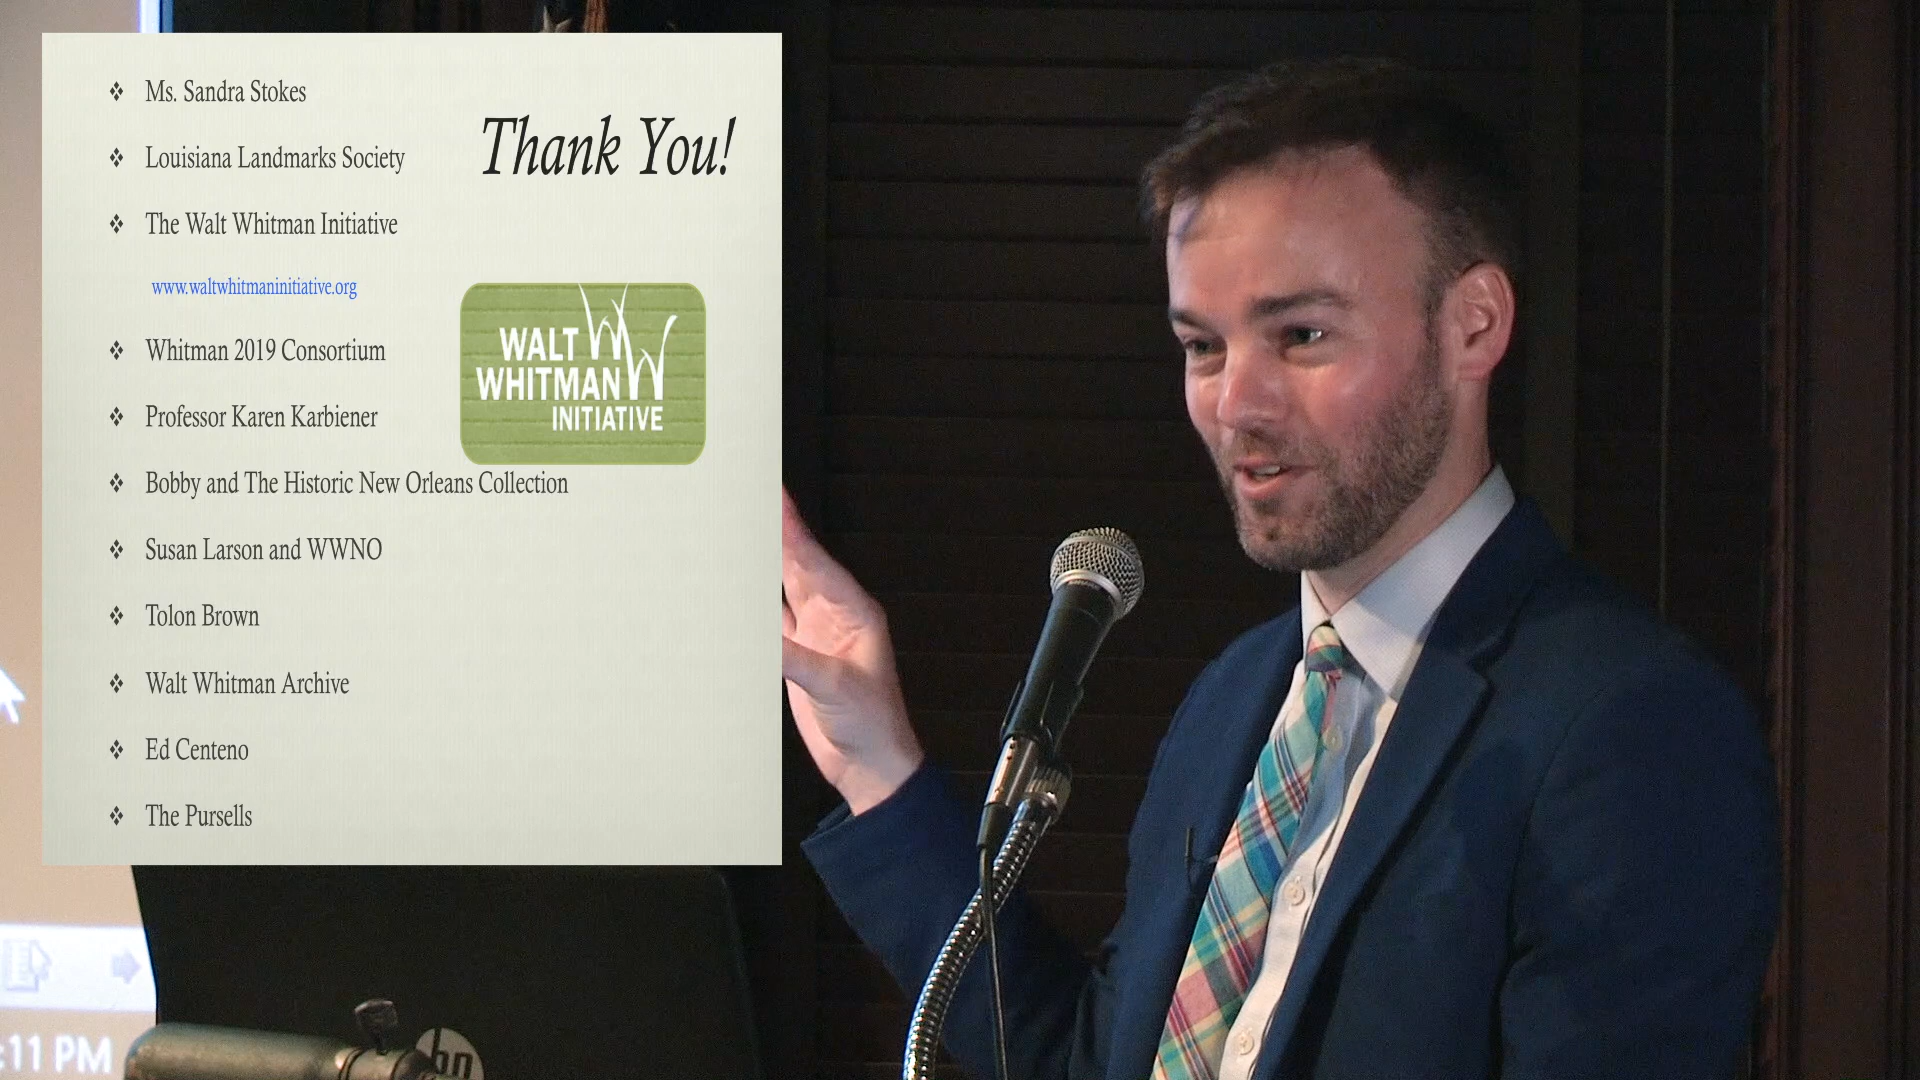 Ms. Sandra Stokes
Thank You!
Louisiana Landmarks Society
The Walt Whitman Initiative
www.waltwhitmaninitiative.org
WALT
WHITMAN
INITIATIVE
Whitman 2019 Consortium
Professor Karen Karbiener
Bobby and The Historic New Orleans Collection
Susan Larson and WWNO
Tolon Brown
Walt Whitman Archive
Ed Centeno
The Pursells
:11 PM
hp